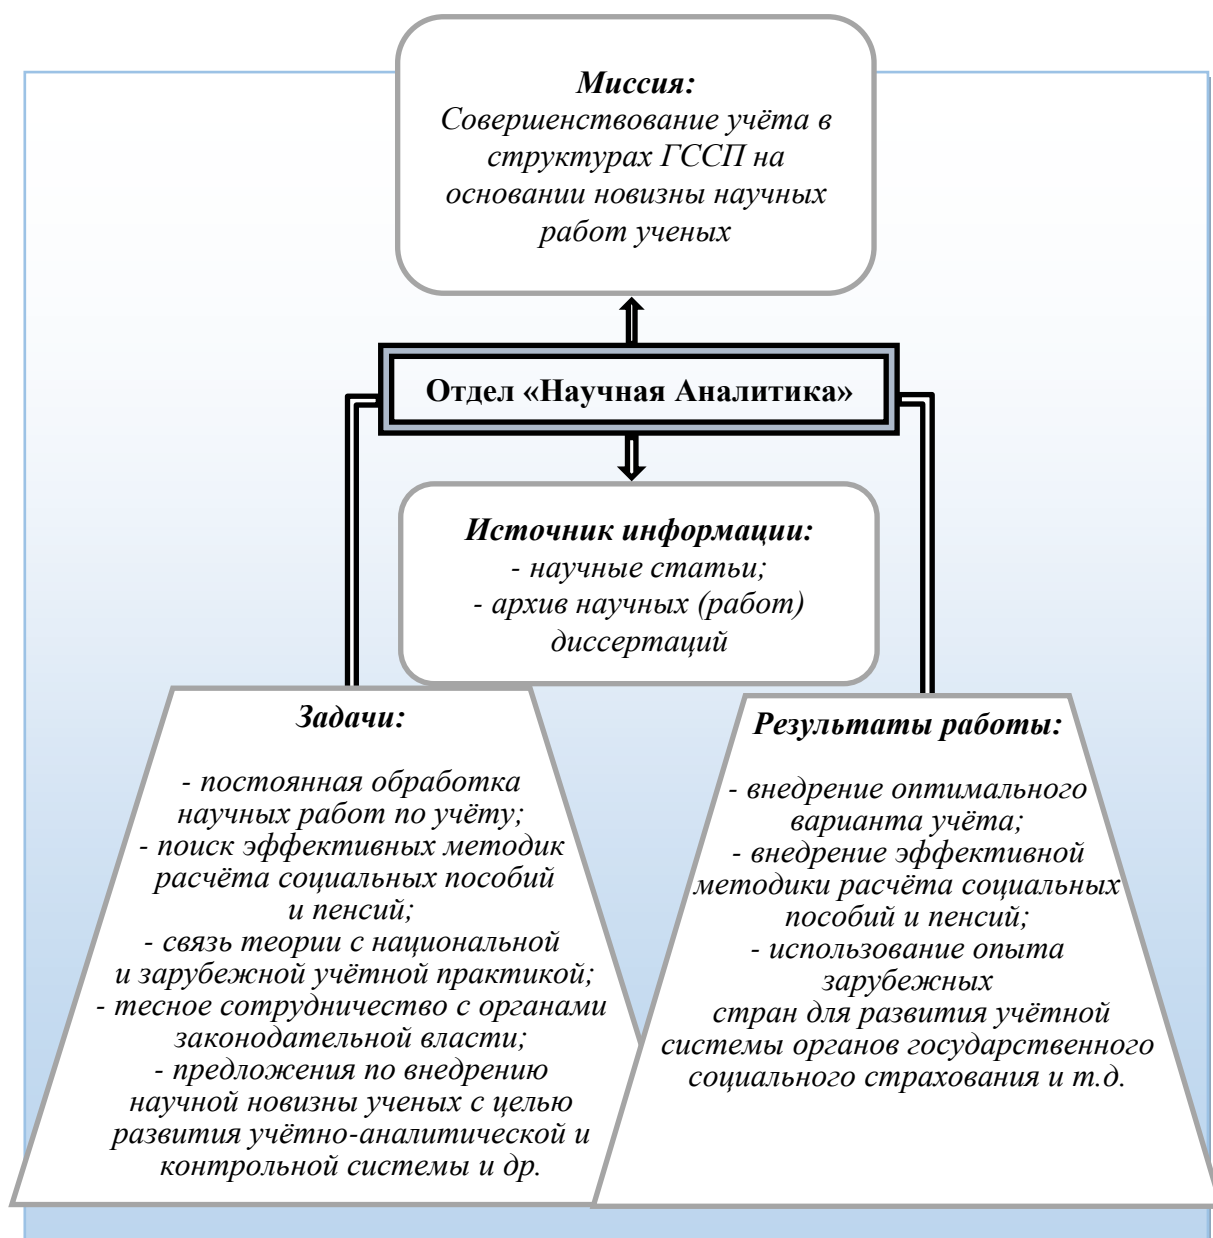 Миссия:
Совершенствование учёта в
структурах ГССП на
основании новизны научных
работ ученых
Отдел «Научная Аналитика»
Источник информации:
- научные статьи;
- архив научных (работ)
диссертаций
Задачи:
- постоянная обработка
научных работ по учёту;
- поиск эффективных методик
расчёта социальных пособий
и пенсий;
- связь теории с национальной
и зарубежной учётной практикой;
- тесное сотрудничество с органами
законодательной власти;
- предложения по внедрению
научной новизны ученых с целью
развития учётно-аналитической и
контрольной системы и др.
Результаты работы:
- внедрение оптимального
варианта учёта;
- внедрение эффективной
методики расчёта социальных
пособий и пенсий;
- использование опыта
зарубежных
стран для развития учётной
системы органов государственного
социального страхования и т.д.